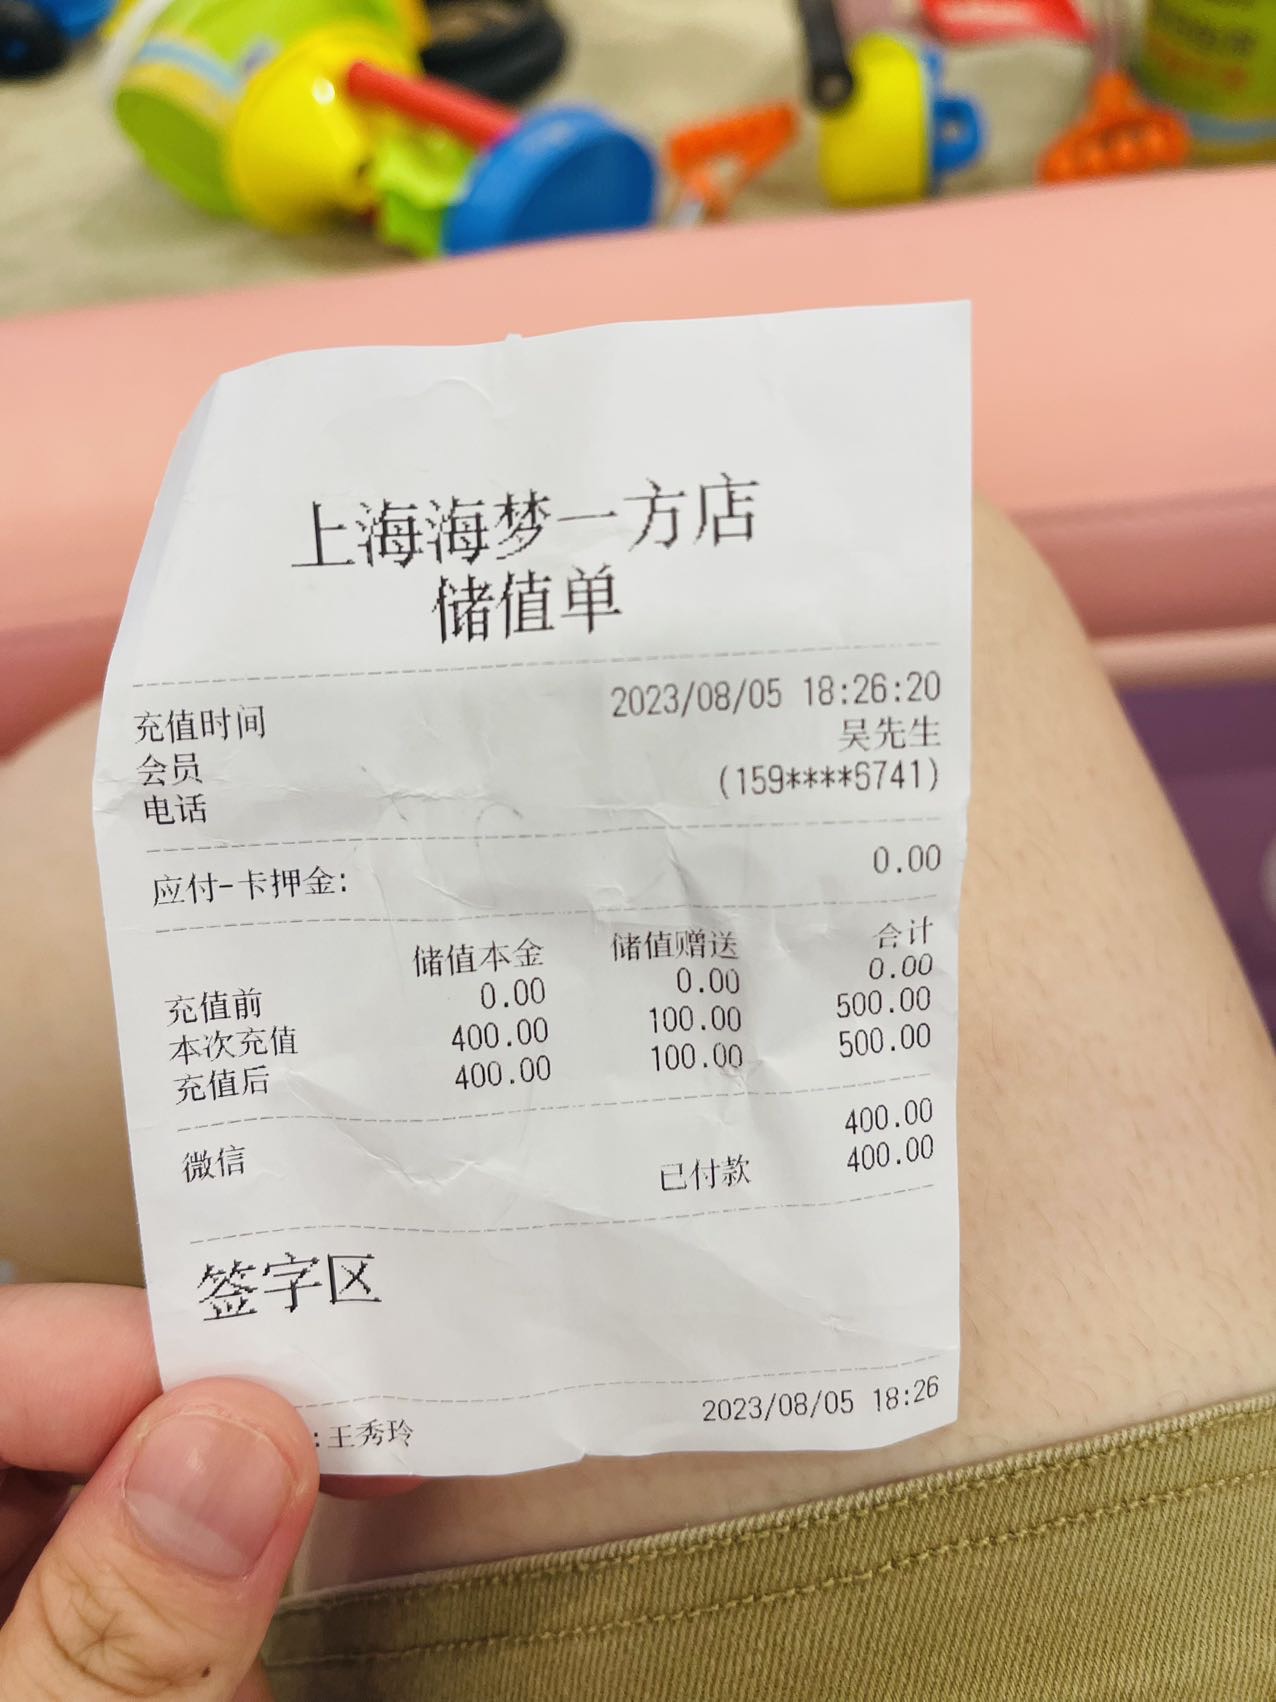 上海海梦一方店
储值单
充值时间 2023/08/05 18:26:20
会员 吴先生
电话 (159****6741)
应付-卡押金: 0.00
储值本金 储值赠送 合计
充值前 0.00 0.00 0.00
本次充值 400.00 100.00 500.00
充值后 400.00 100.00 500.00
微信 400.00
已付款 400.00
签字区
:王秀玲 2023/08/05 18:26